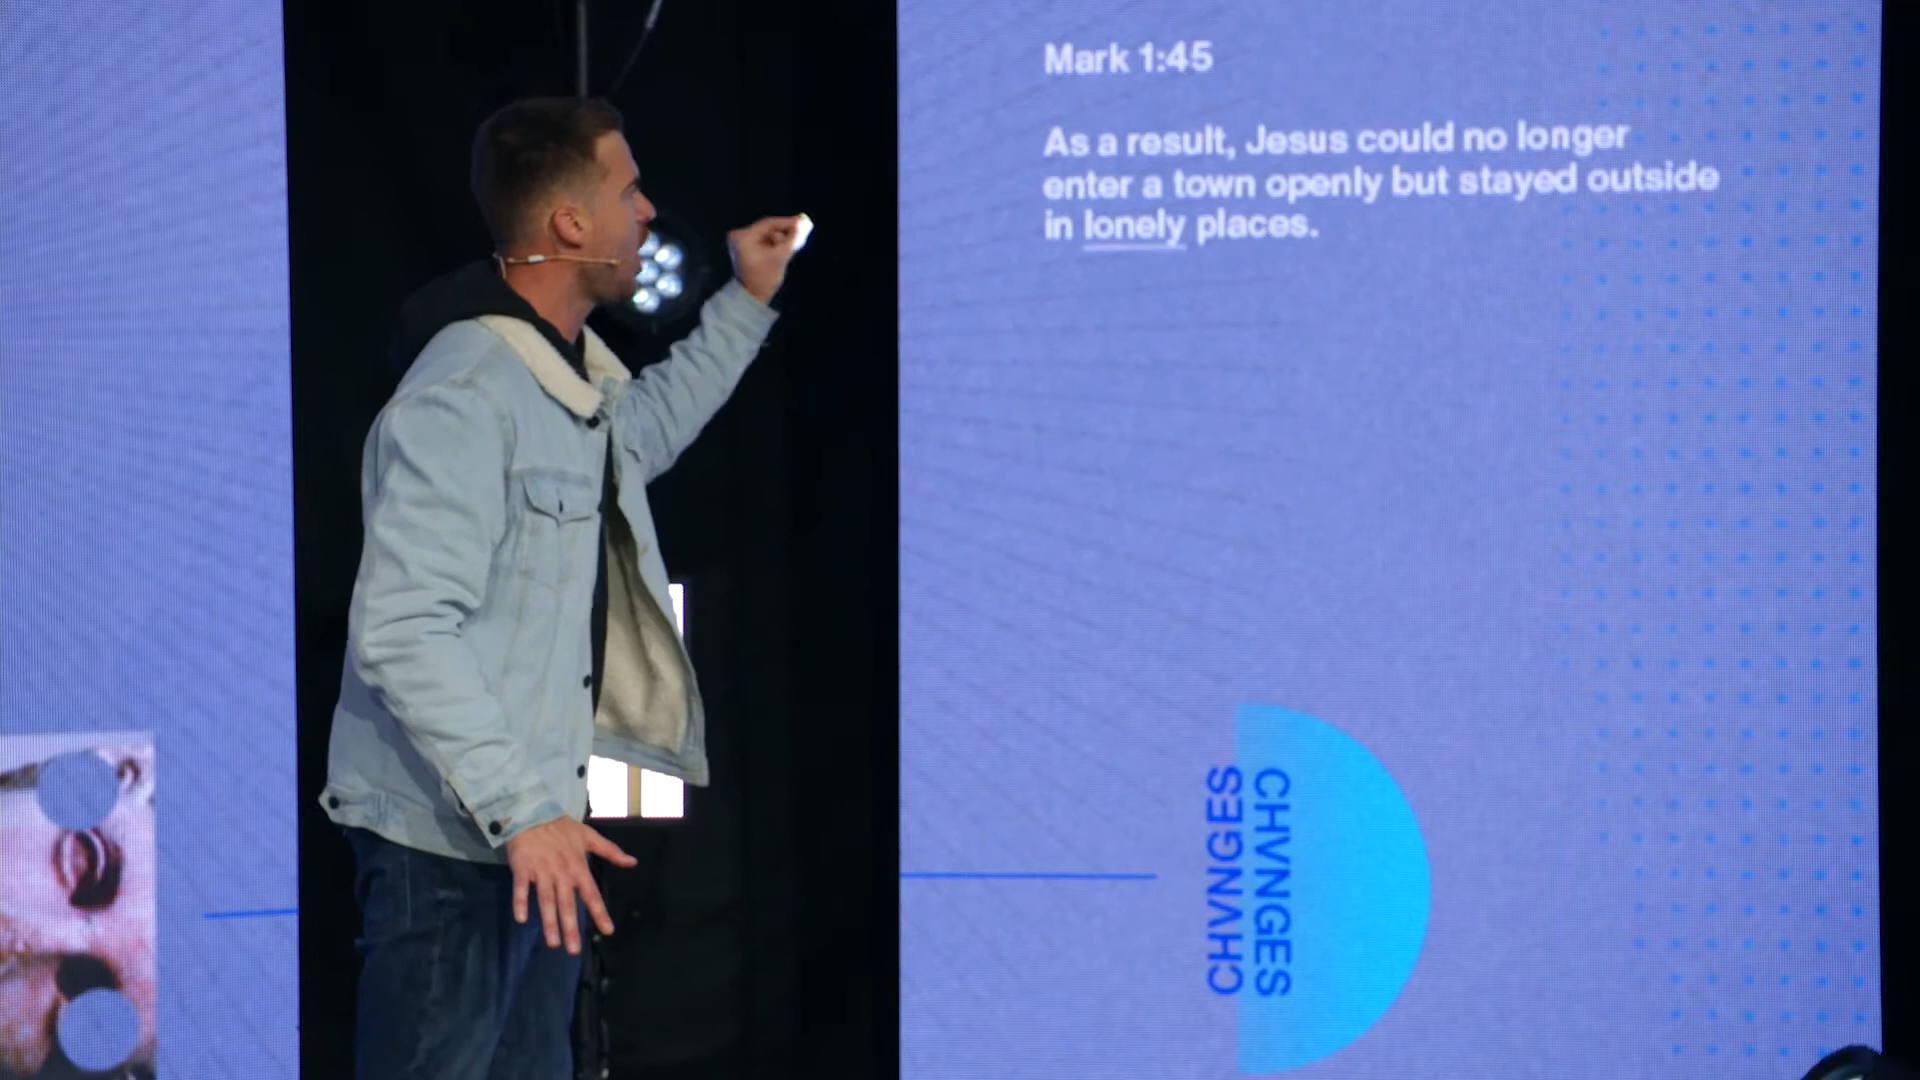 Mark 1:45
As a result, Jesus could no longer
enter a town openly but stayed outside
in lonely places.
CHVNGES
CHVNGES